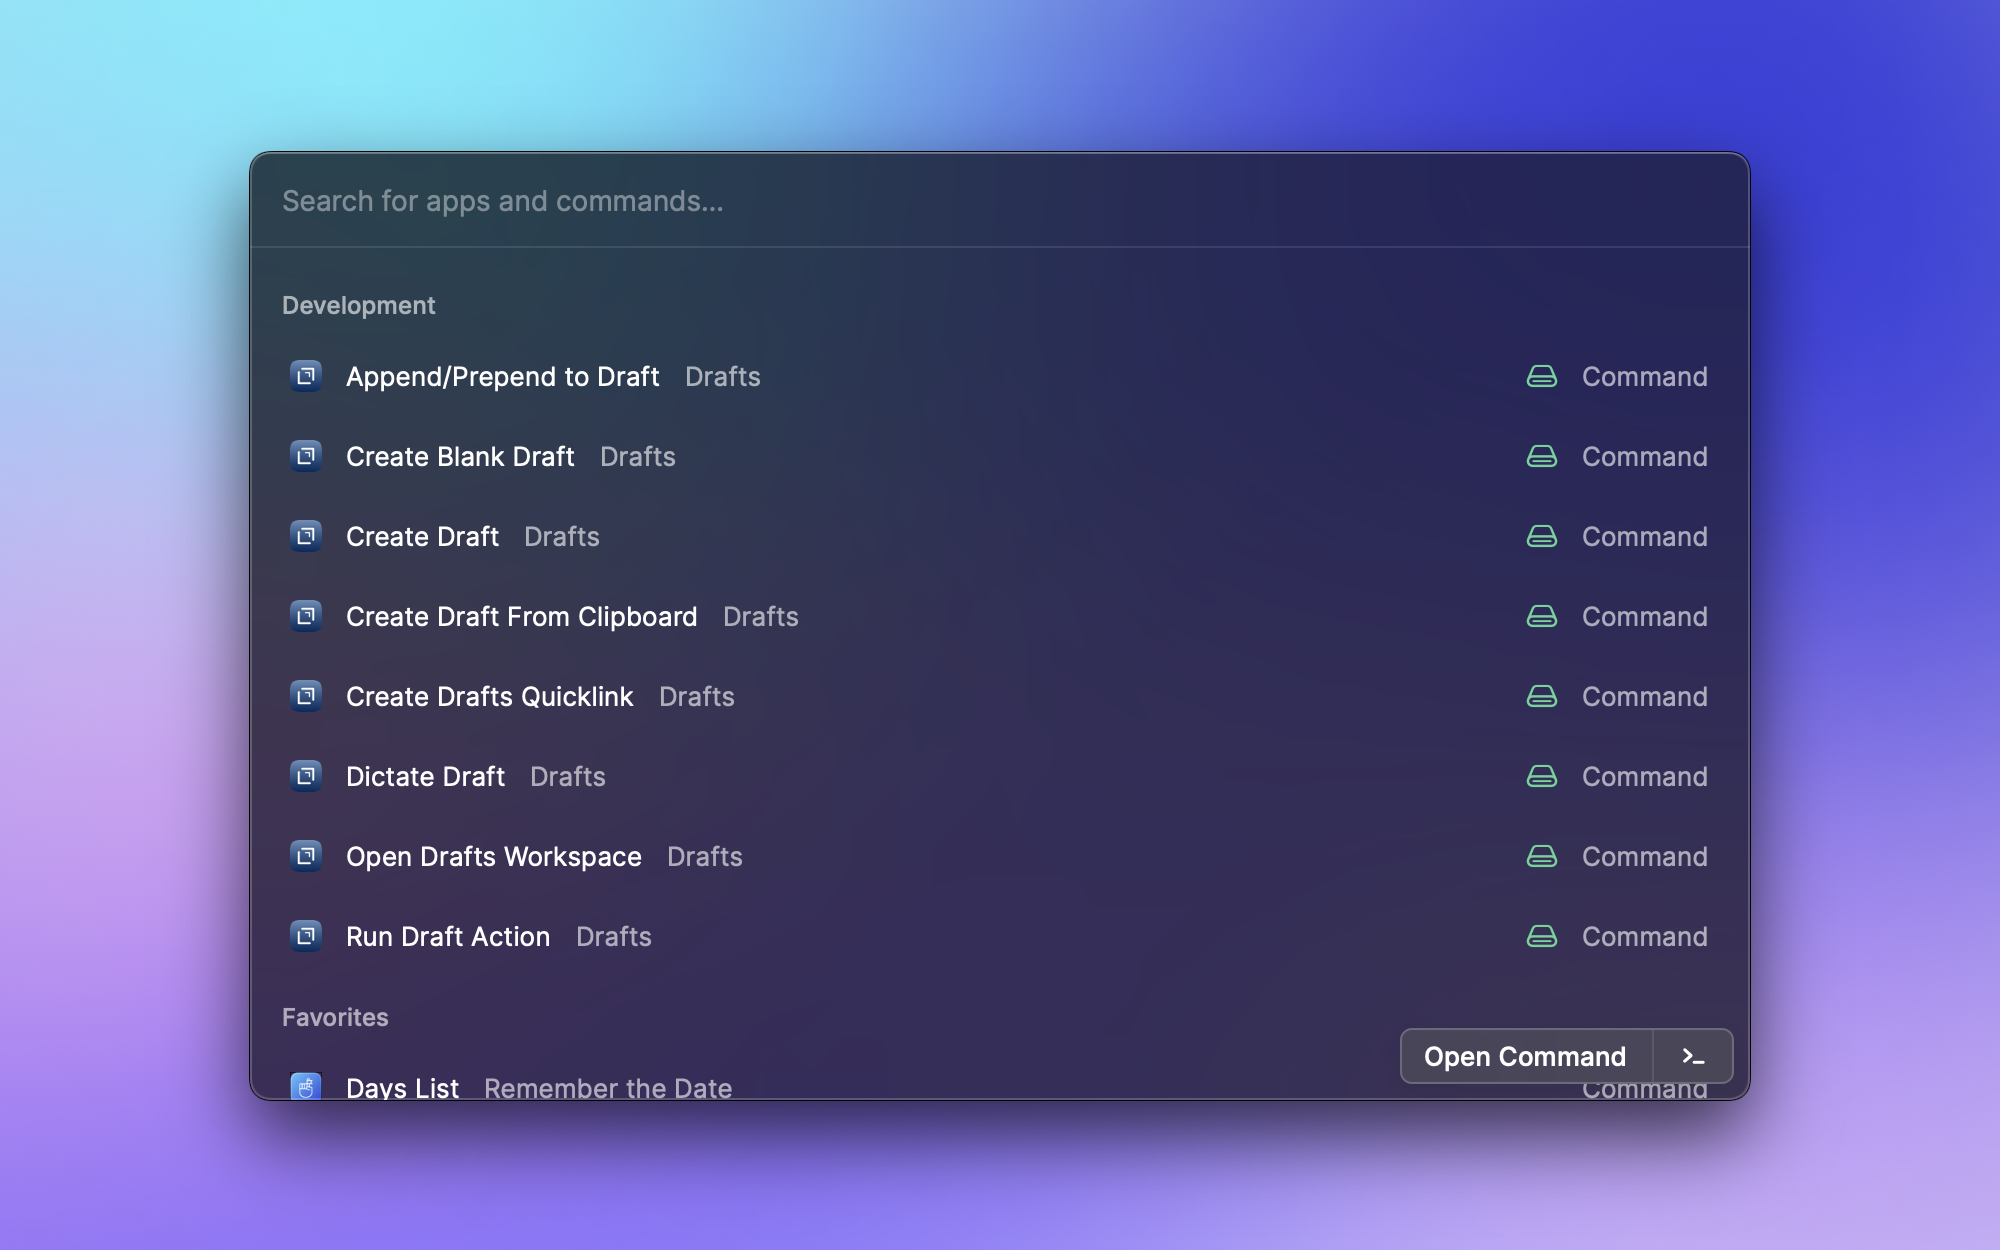 Search for apps and commands...
Development
Append/Prepend to Draft Drafts Command
Create Blank Draft Drafts Command
Create Draft Drafts Command
Create Draft From Clipboard Drafts Command
Create Drafts Quicklink Drafts Command
Dictate Draft Drafts Command
Open Drafts Workspace Drafts Command
Run Draft Action Drafts Command
Favorites
Open Command >_
Days List Remember the Date Command